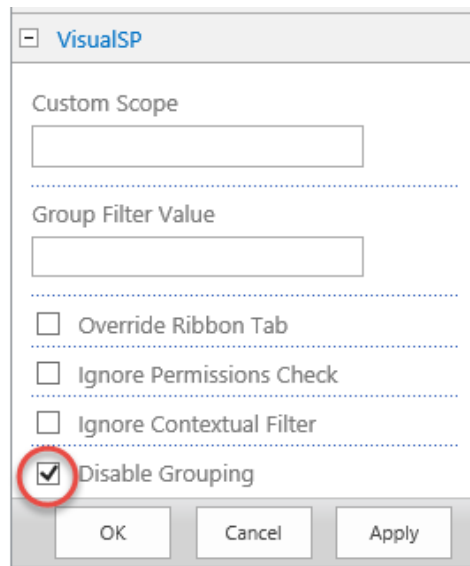 VisualSP
Custom Scope
Group Filter Value
Override Ribbon Tab
Ignore Permissions Check
Ignore Contextual Filter
Disable Grouping
OK Cancel Apply